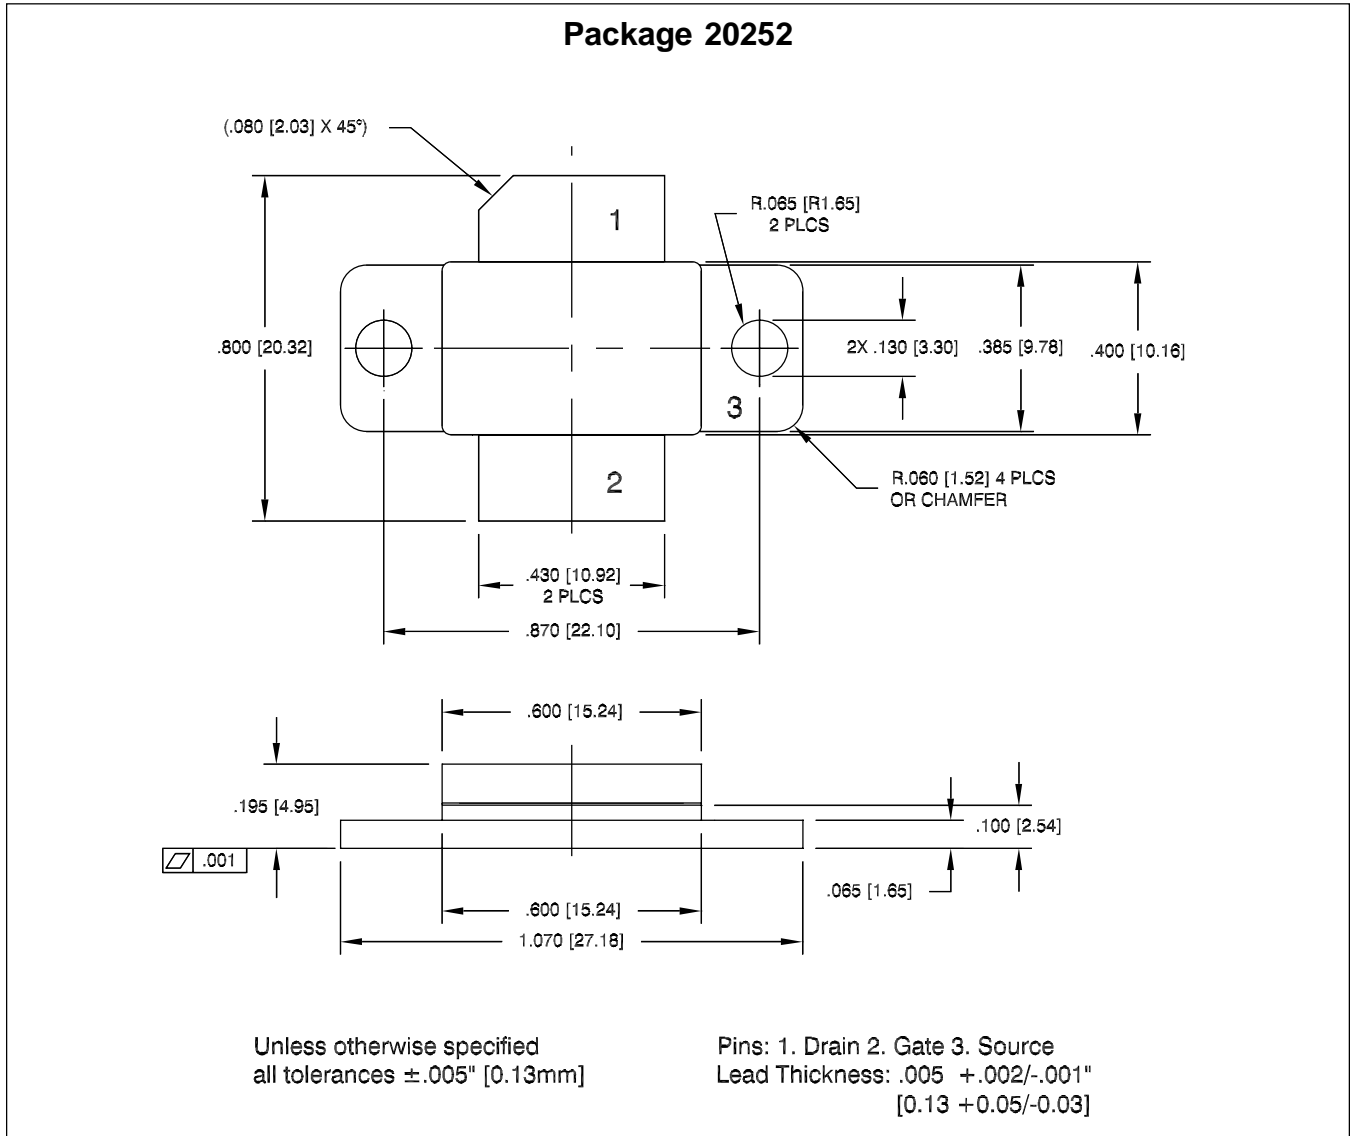 Package 20252
(.080 [2.03] X 45°)
1
R.065 [R1.65]
2 PLCS
.800 [20.32]
2X .130 [3.30]
.385 [9.78]
.400 [10.16]
3
2
R.060 [1.52] 4 PLCS
OR CHAMFER
.430 [10.92]
2 PLCS
.870 [22.10]
.600 [15.24]
.195 [4.95]
.100 [2.54]
.001
.065 [1.65]
.600 [15.24]
1.070 [27.18]
Unless otherwise specified
all tolerances ±.005" [0.13mm]
Pins: 1. Drain 2. Gate 3. Source
Lead Thickness: .005 +.002/-.001"
[0.13 +0.05/-0.03]